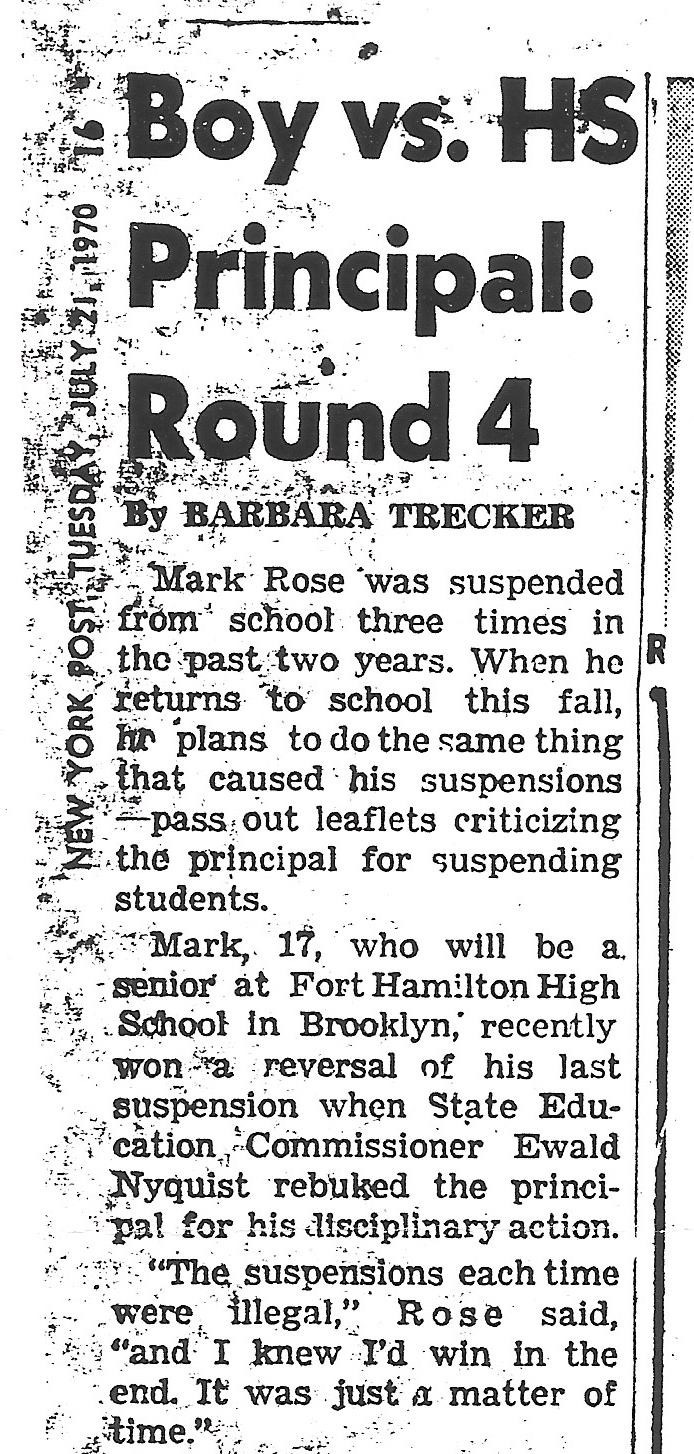 NEW YORK POST, TUESDAY, JULY 21, 1970 16
Boy vs. HS
Principal:
Round 4
By BARBARA TRECKER
Mark Rose was suspended
from school three times in
the past two years. When he
returns to school this fall,
hr plans to do the same thing
that caused his suspensions
—pass out leaflets criticizing
the principal for suspending
students.
Mark, 17, who will be a
senior at Fort Hamilton High
School in Brooklyn, recently
won a reversal of his last
suspension when State Edu-
cation Commissioner Ewald
Nyquist rebuked the princi-
pal for his disciplinary action.
"The suspensions each time
were illegal," Rose said,
"and I knew I'd win in the
end. It was just a matter of
time."
R